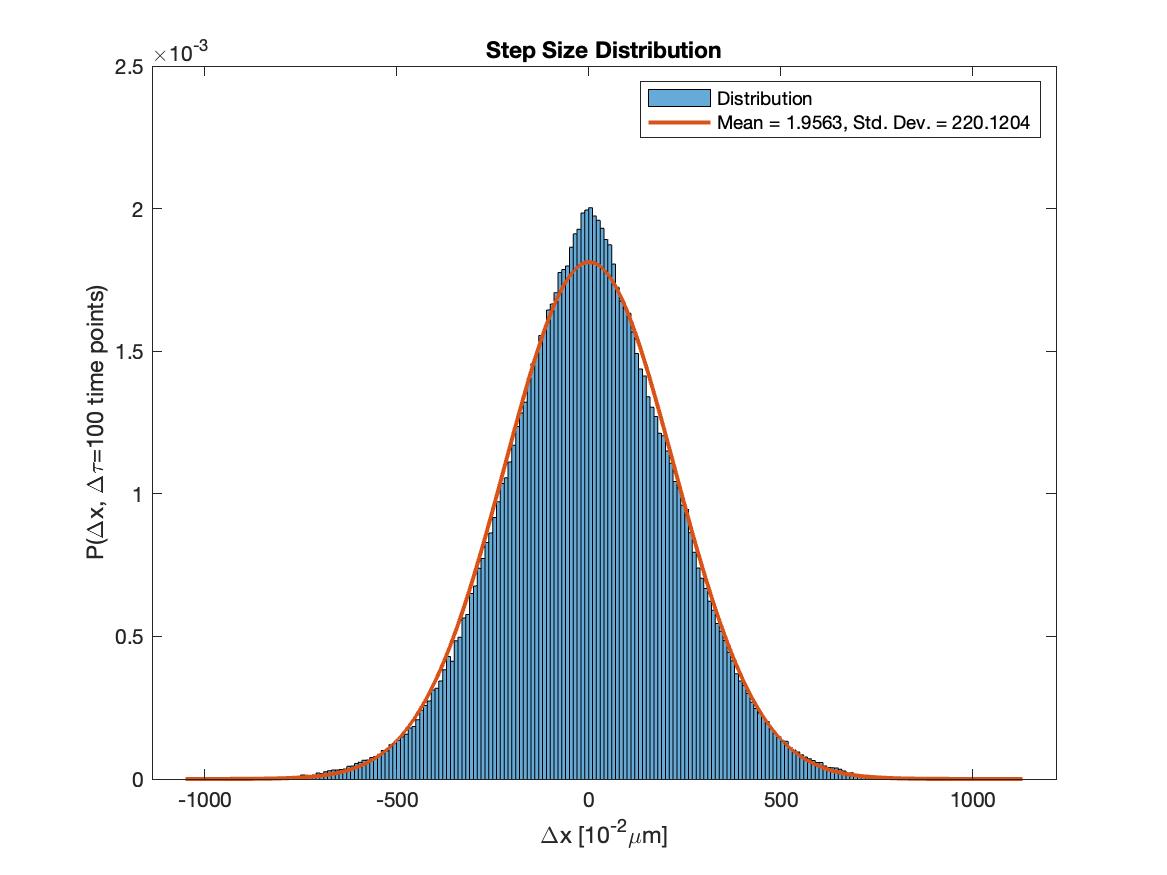 Step Size Distribution
×10⁻³
2.5
2
1.5
1
0.5
0
P(Δx, Δτ=100 time points)
Distribution
Mean = 1.9563, Std. Dev. = 220.1204
-1000 -500 0 500 1000
Δx [10⁻²μm]